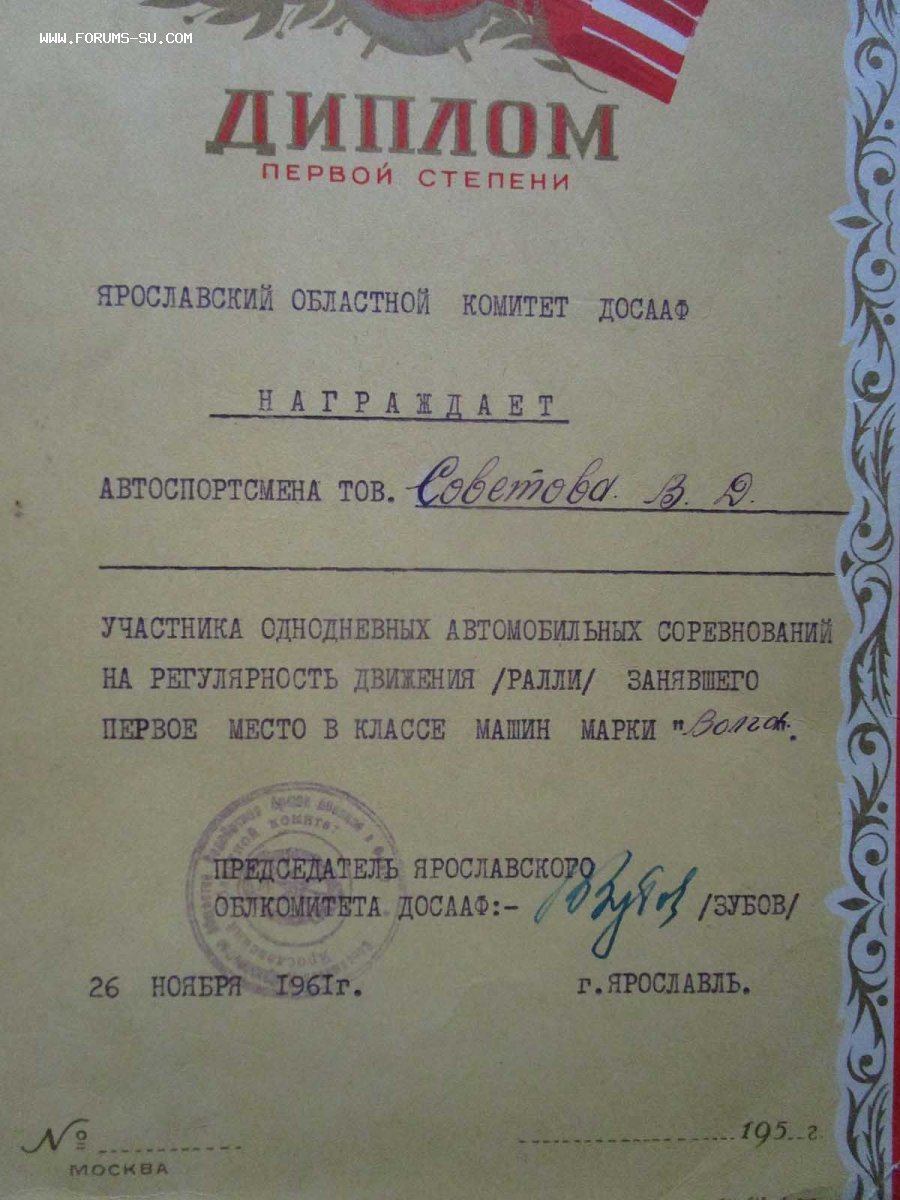 WWW.FORUMS-SU.COM
ДИПЛОМ
ПЕРВОЙ СТЕПЕНИ
ЯРОСЛАВСКИЙ ОБЛАСТНОЙ КОМИТЕТ ДОСААФ
НАГРАЖДАЕТ
АВТОСПОРТСМЕНА ТОВ. Советова. В. Д.
УЧАСТНИКА ОДНОДНЕВНЫХ АВТОМОБИЛЬНЫХ СОРЕВНОВАНИЙ
НА РЕГУЛЯРНОСТЬ ДВИЖЕНИЯ /РАЛЛИ/ ЗАНЯВШЕГО
ПЕРВОЕ МЕСТО В КЛАССЕ МАШИН МАРКИ "Волга".
ПРЕДСЕДАТЕЛЬ ЯРОСЛАВСКОГО
ОБЛКОМИТЕТА ДОСААФ:- /ЗУБОВ/
26 НОЯБРЯ 1961г. г.ЯРОСЛАВЛЬ.
№ 195 г.
МОСКВА